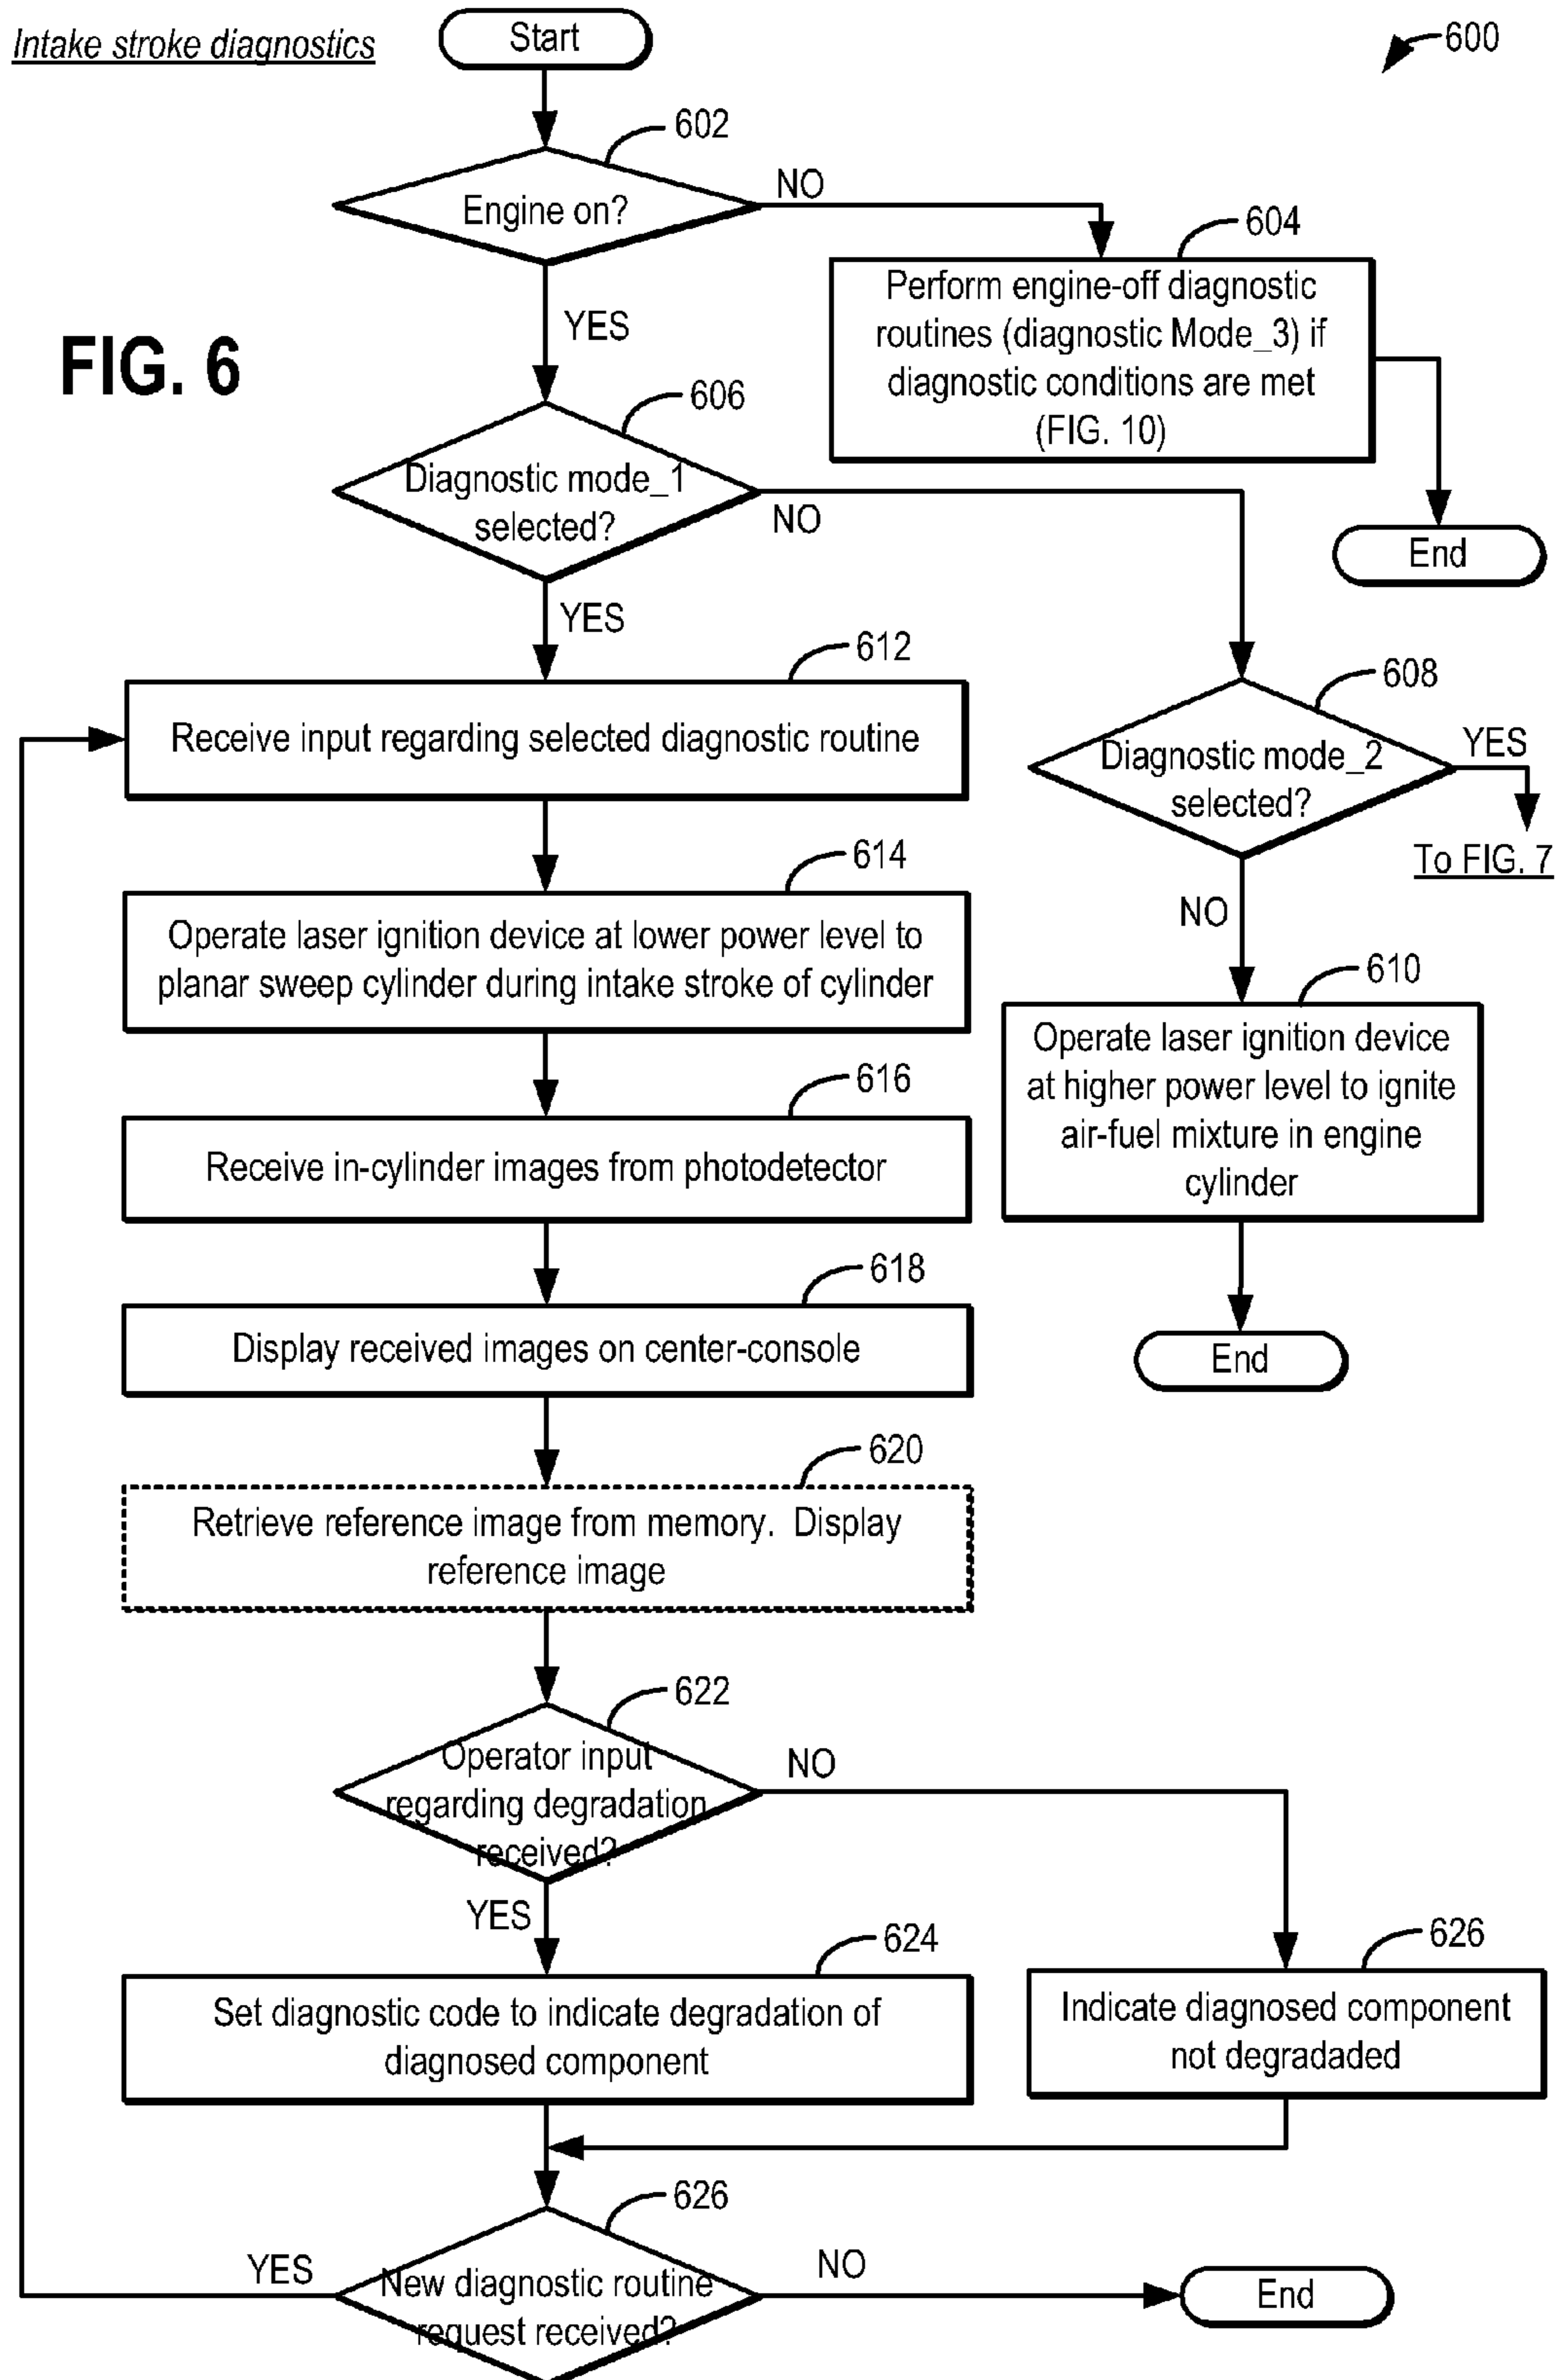 Intake stroke diagnostics
Start
600
602
Engine on?
NO
604
Perform engine-off diagnostic
routines (diagnostic Mode_3) if
diagnostic conditions are met
(FIG. 10)
YES
FIG. 6
606
Diagnostic mode_1
selected?
NO
End
YES
612
Receive input regarding selected diagnostic routine
608
Diagnostic mode_2
selected?
YES
To FIG. 7
614
Operate laser ignition device at lower power level to
planar sweep cylinder during intake stroke of cylinder
NO
610
Operate laser ignition device
at higher power level to ignite
air-fuel mixture in engine
cylinder
616
Receive in-cylinder images from photodetector
618
Display received images on center-console
End
620
Retrieve reference image from memory. Display
reference image
622
Operator input
regarding degradation
received?
NO
YES
624
Set diagnostic code to indicate degradation of
diagnosed component
626
Indicate diagnosed component
not degradaded
626
New diagnostic routine
request received?
YES
NO
End